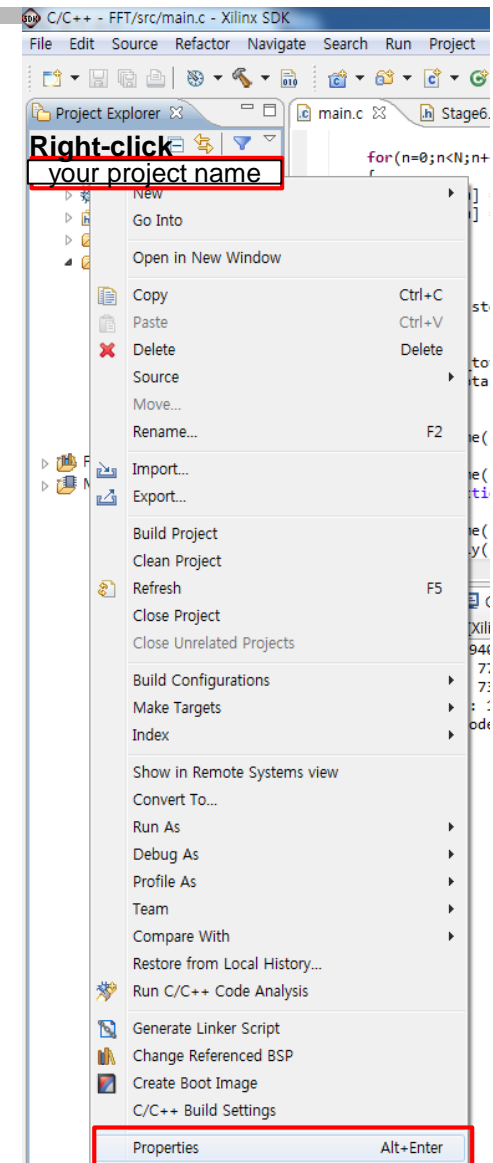 C/C++ - FFT/src/main.c - Xilinx SDK
File Edit Source Refactor Navigate Search Run Project
Project Explorer main.c Stage6.
Right-click
your project name
for(n=0;n<N;n+
New
Go Into
Open in New Window
Copy Ctrl+C
Paste Ctrl+V
Delete Delete
Source
Move...
Rename... F2
Import...
Export...
Build Project
Clean Project
Refresh F5
Close Project
Close Unrelated Projects
Build Configurations
Make Targets
Index
Show in Remote Systems view
Convert To...
Run As
Debug As
Profile As
Team
Compare With
Restore from Local History...
Run C/C++ Code Analysis
Generate Linker Script
Change Referenced BSP
Create Boot Image
C/C++ Build Settings
Properties Alt+Enter